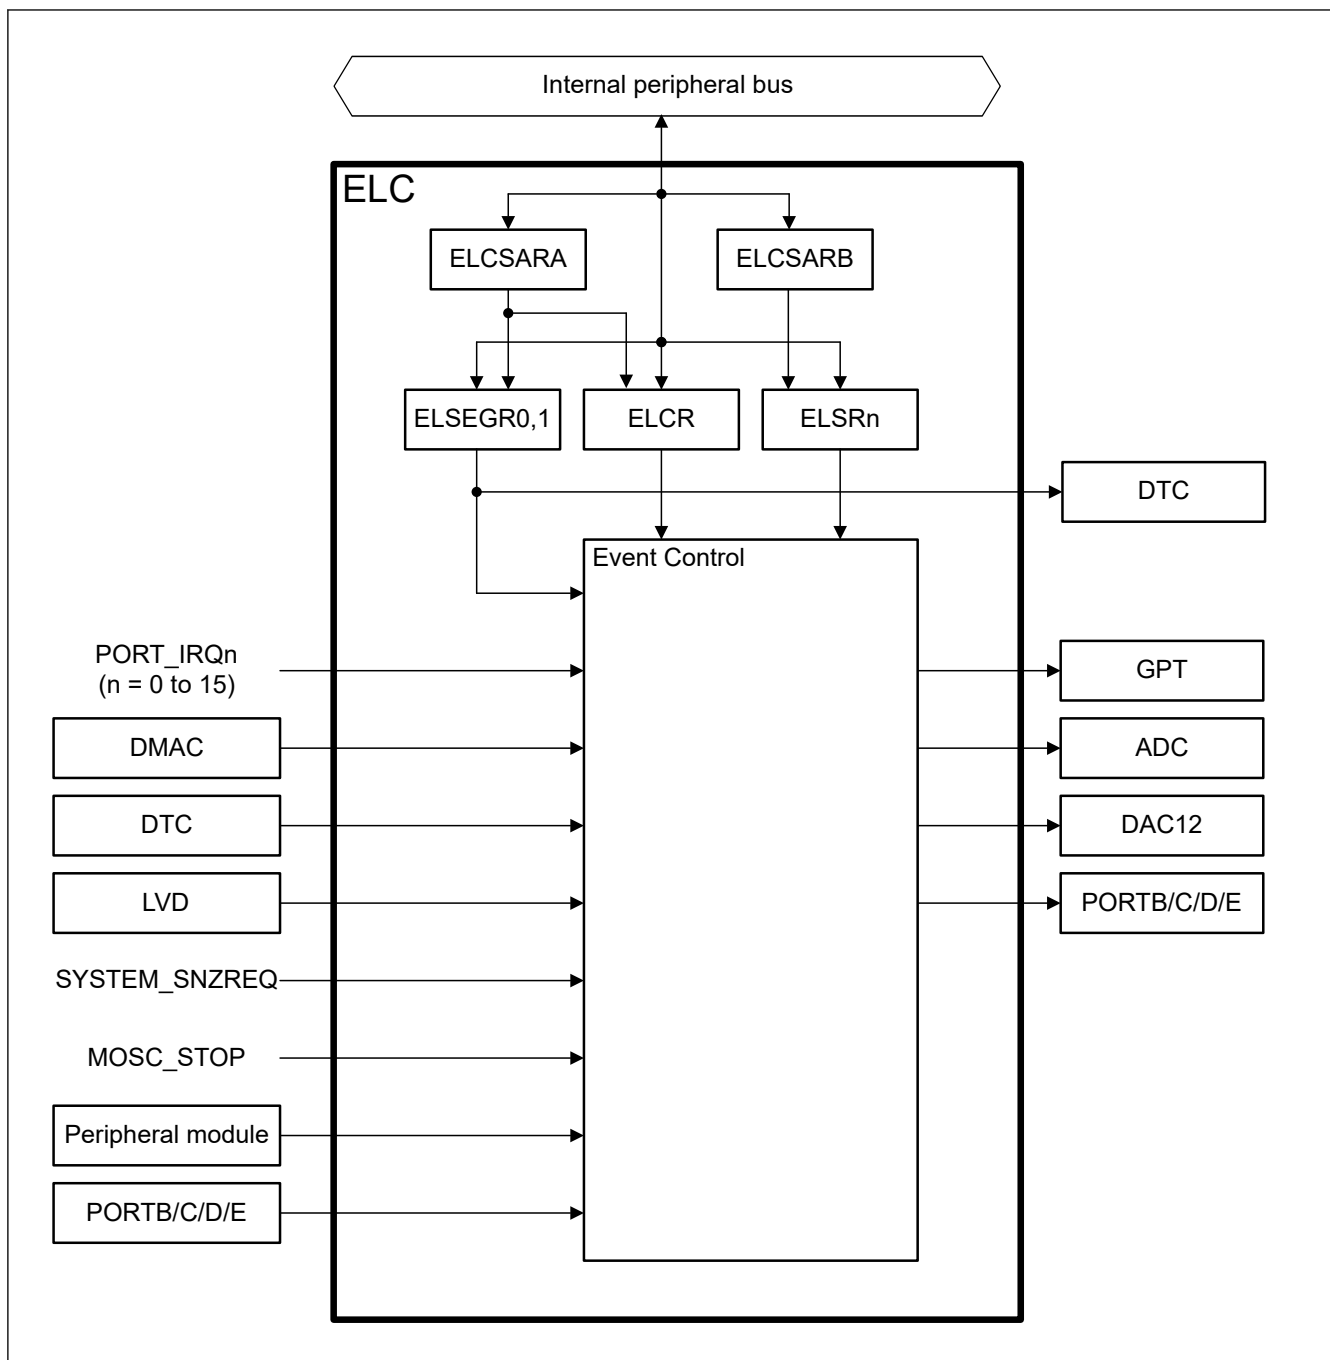 Internal peripheral bus
ELC
ELCSARA
ELCSARB
ELSEGR0,1
ELCR
ELSRn
DTC
Event Control
PORT_IRQn
(n = 0 to 15)
GPT
DMAC
ADC
DTC
DAC12
LVD
PORTB/C/D/E
SYSTEM_SNZREQ
MOSC_STOP
Peripheral module
PORTB/C/D/E